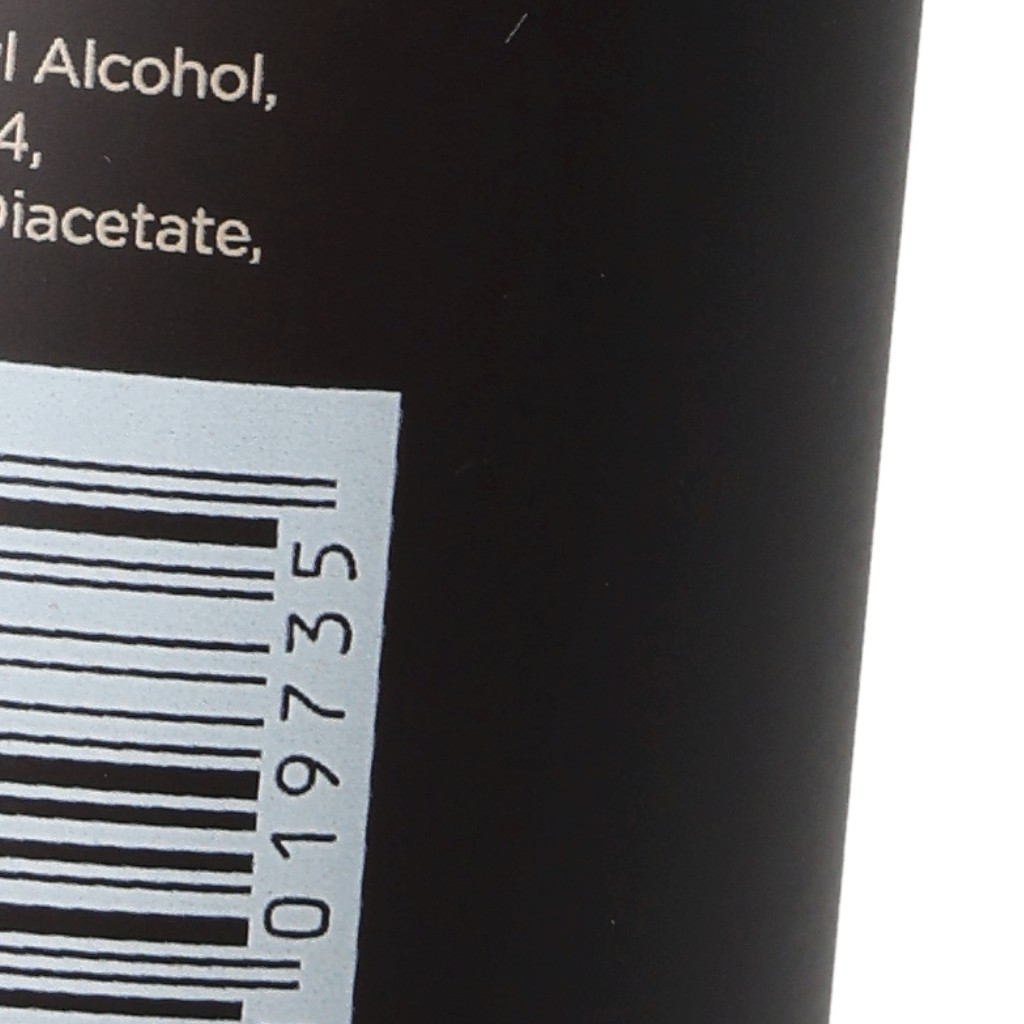 l Alcohol,
4,
Diacetate,
019735